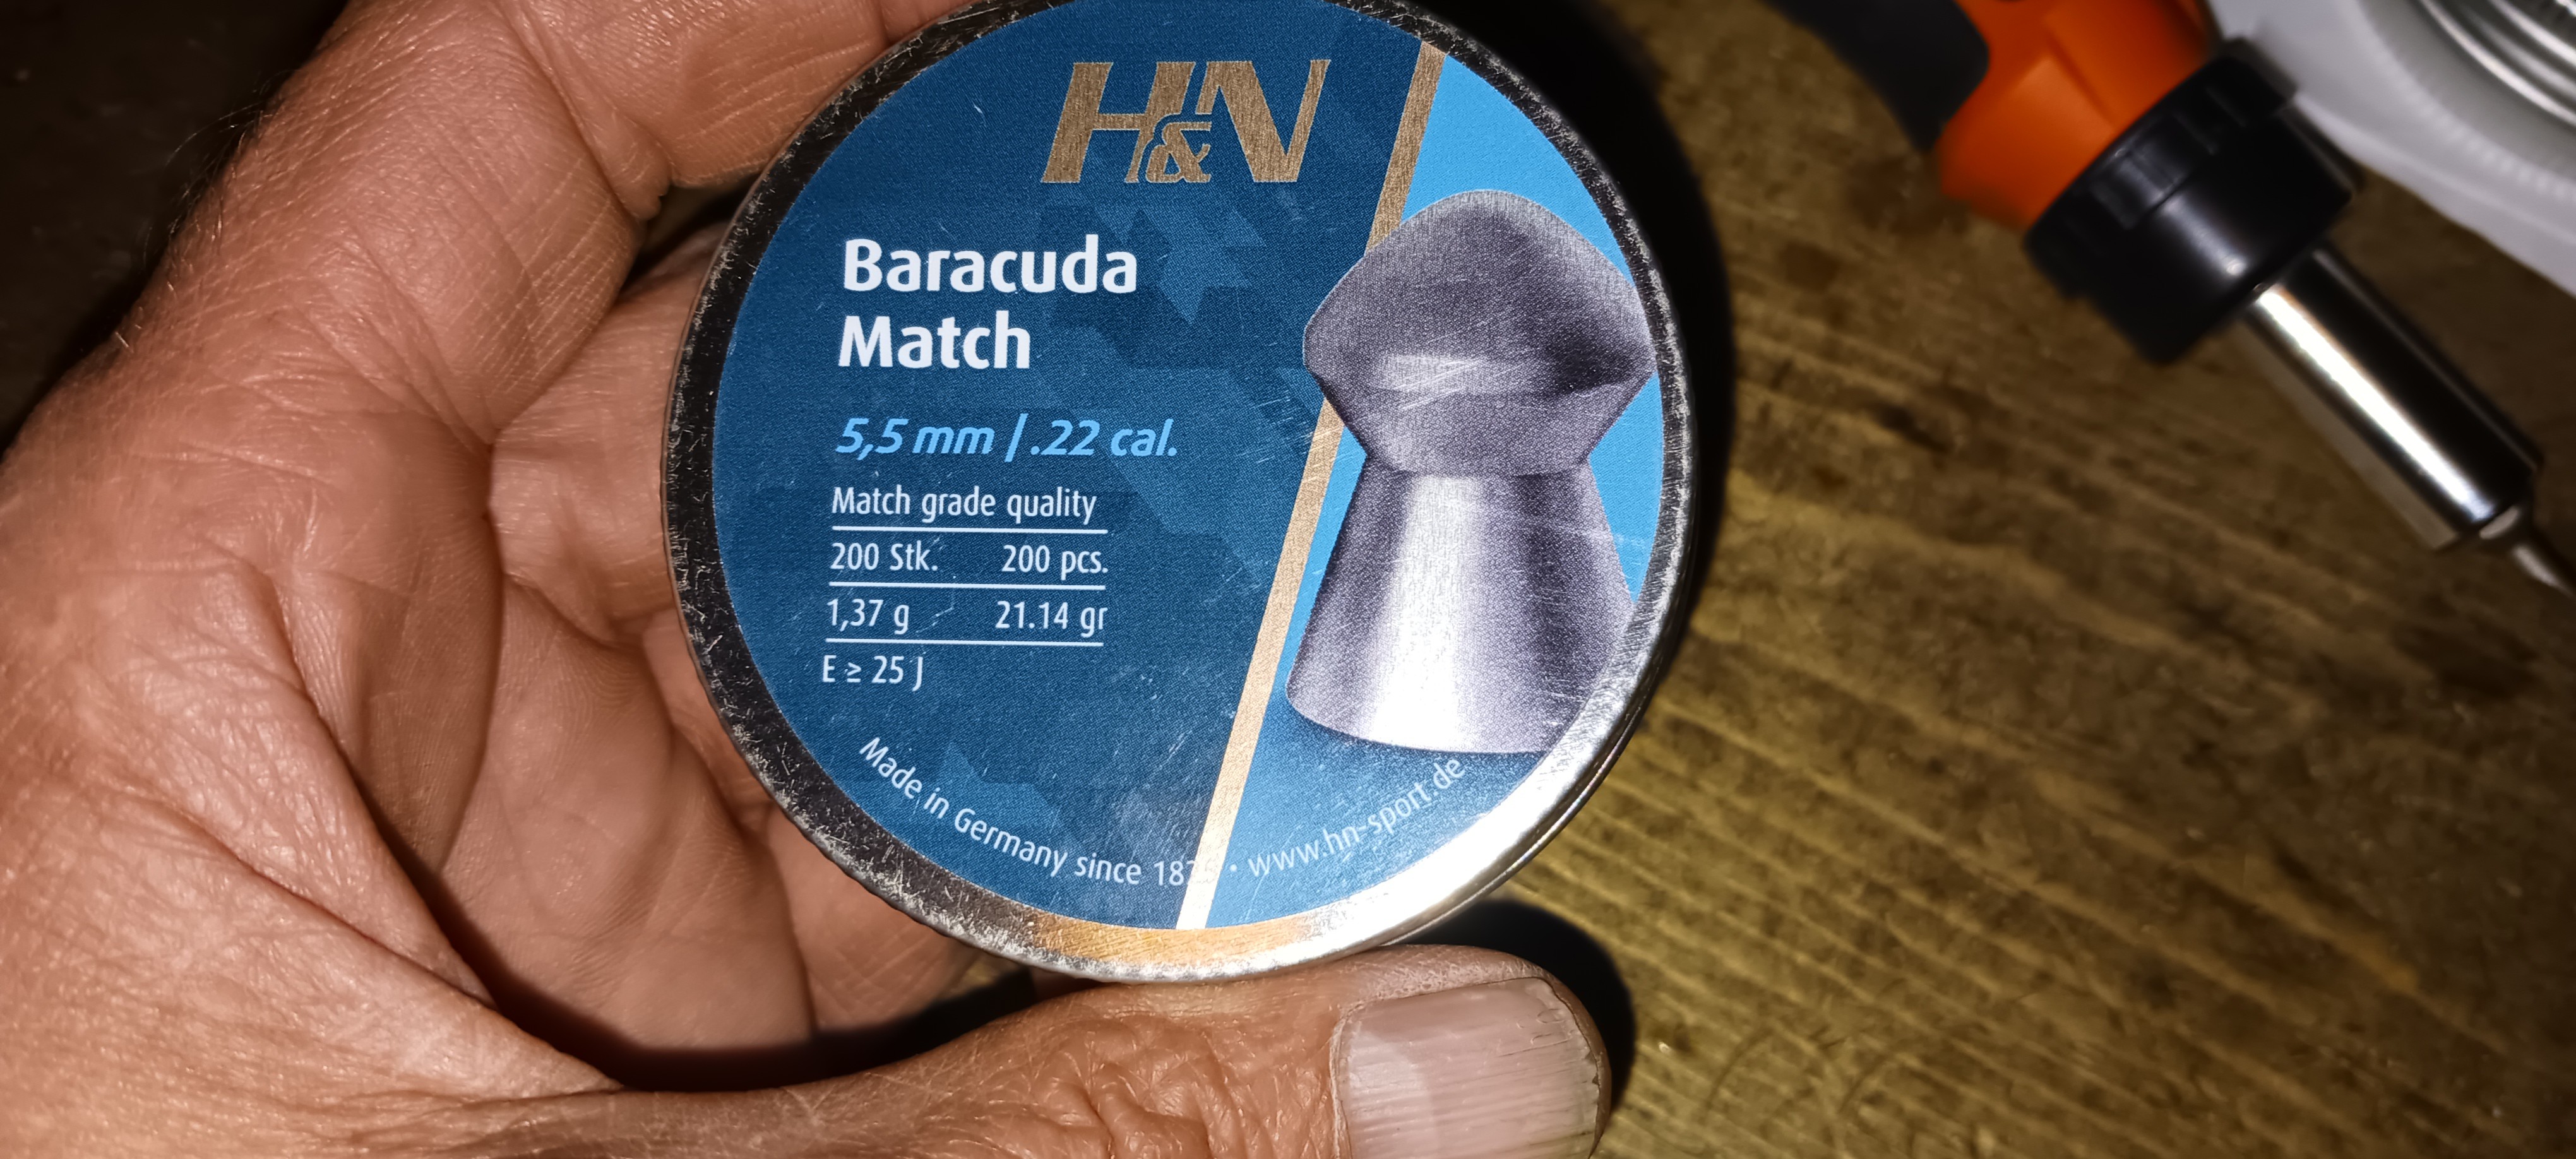 H&N
Baracuda
Match
5,5 mm | .22 cal.
Match grade quality
200 Stk. 200 pcs.
1,37 g 21.14 gr
E ≥ 25 J
Made in Germany since • www.hn-sport.de